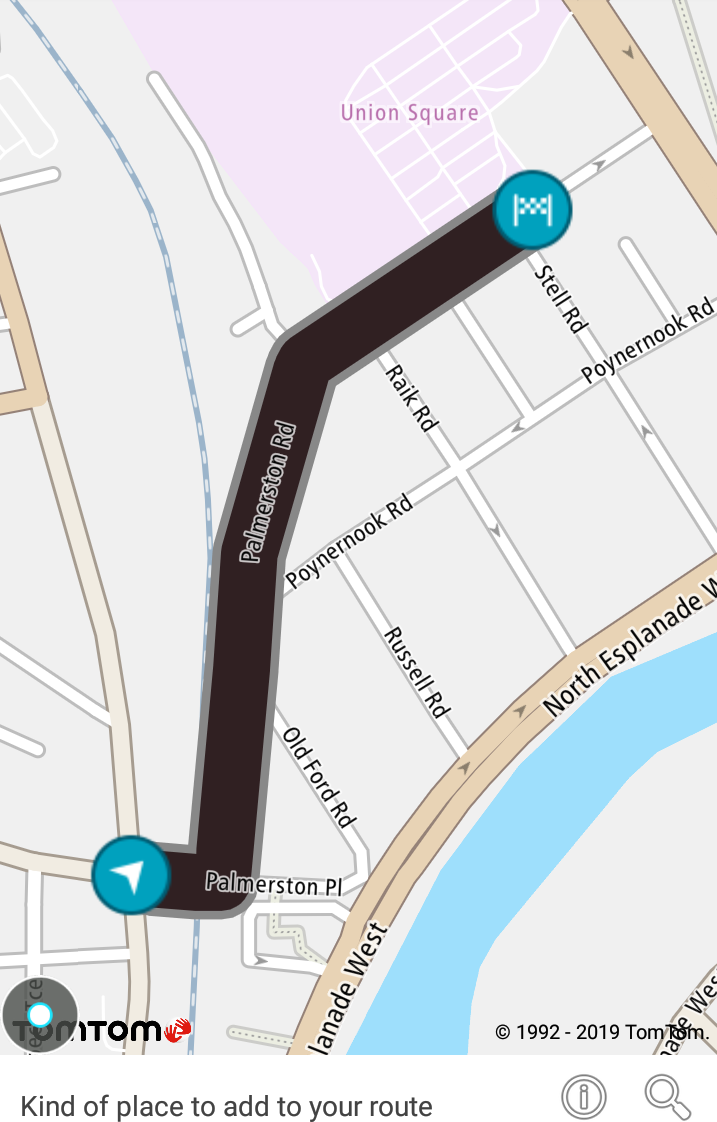 Union Square
Stell Rd
Poynernook Rd
Raik Rd
Palmerston Rd
Poynernook Rd
North Esplanade W
Russell Rd
Old Ford Rd
Palmerston Pl
lanade West
TomTom
© 1992 - 2019 TomTom.
Kind of place to add to your route